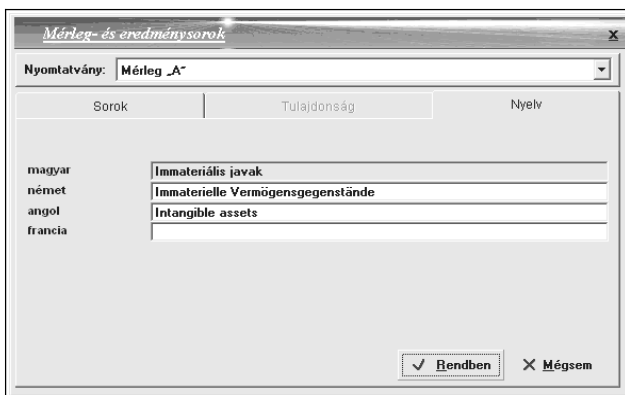 Mérleg- és eredménysorok x
Nyomtatvány: Mérleg „A"
Sorok Tulajdonság Nyelv
magyar Immateriális javak
német Immaterielle Vermögensgegenstände
angol Intangible assets
francia
Rendben Mégsem